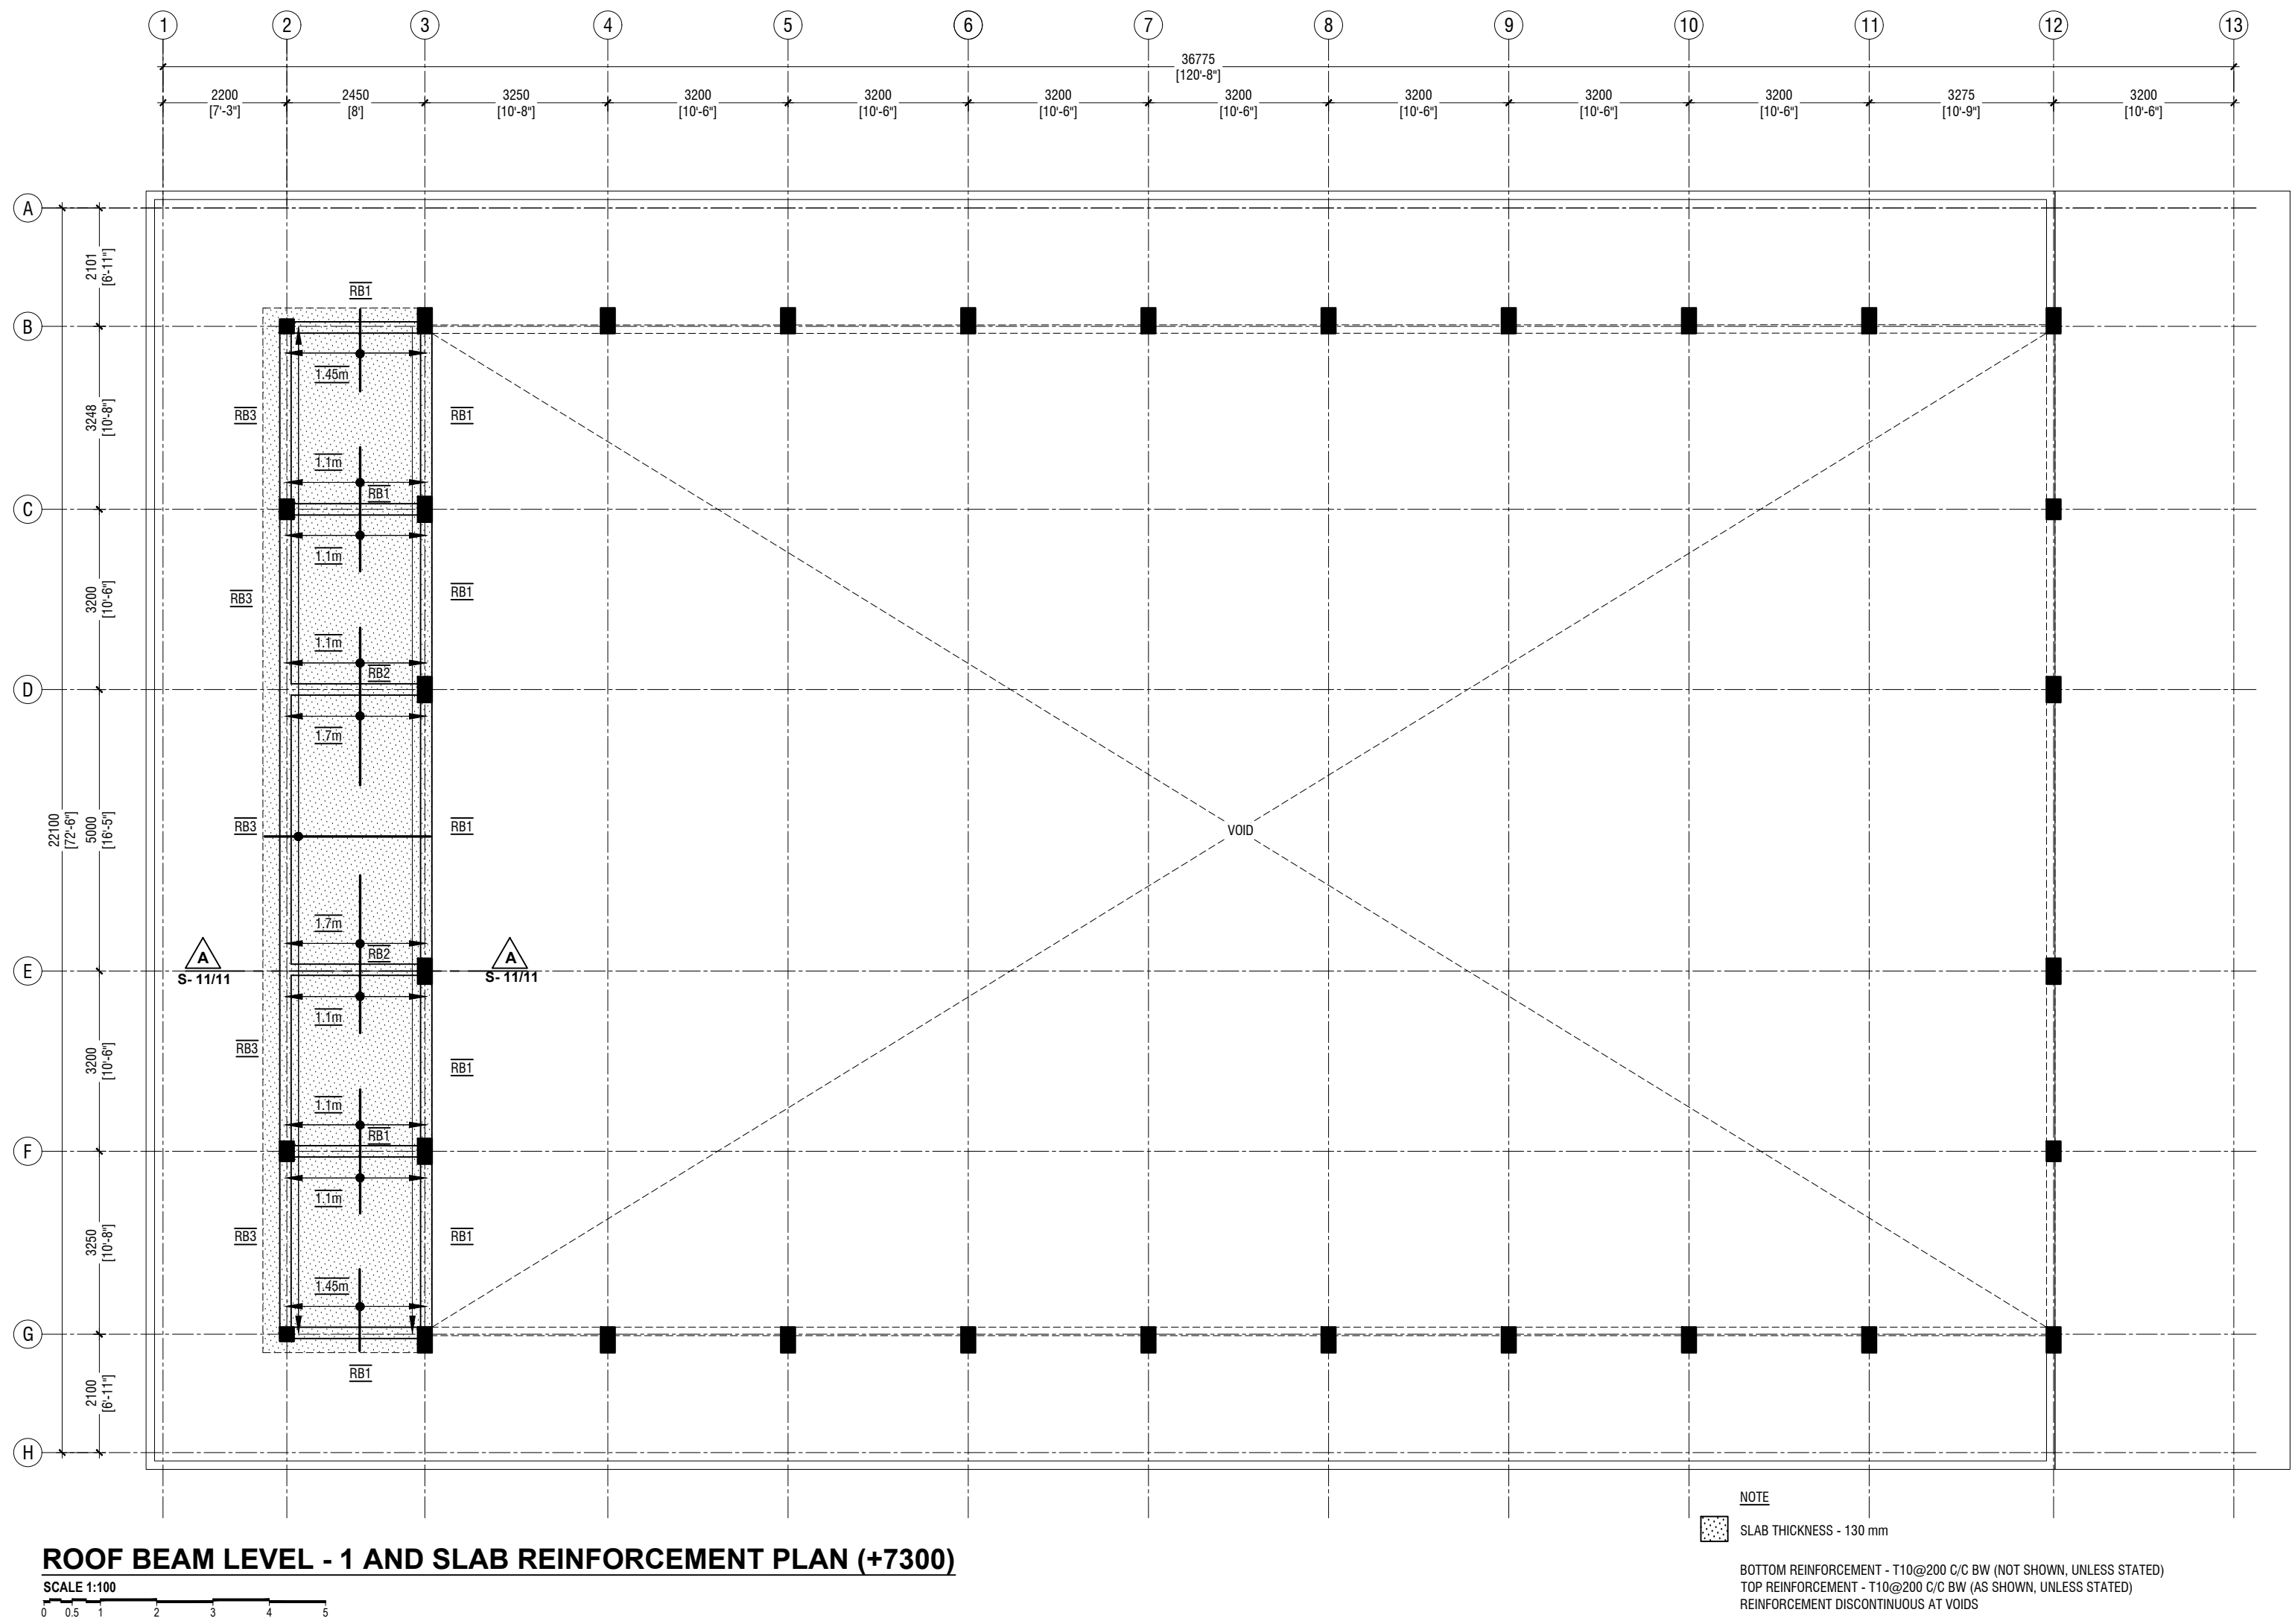 1 2 3 4 5 6 7 8 9 10 11 12 13
36775
[120'-8"]
2200 2450 3250 3200 3200 3200 3200 3200 3200 3200 3275 3200
[7'-3"] [8'] [10'-8"] [10'-6"] [10'-6"] [10'-6"] [10'-6"] [10'-6"] [10'-6"] [10'-6"] [10'-9"] [10'-6"]
A
2101
[6'-11"]
RB1
B
1.45m
3248
[10'-8"]
RB3 RB1
1.1m
RB1
C
1.1m
3200
[10'-6"]
RB3 RB1
1.1m
RB2
D
1.7m
22100
[72'-6"]
5000
[16'-5"]
RB3 RB1
VOID
1.7m
RB2
A A
S- 11/11 S- 11/11
E
1.1m
3200
[10'-6"]
RB3 RB1
1.1m
RB1
F
1.1m
3250
[10'-8"]
RB3 RB1
1.45m
G
RB1
2100
[6'-11"]
H
NOTE
SLAB THICKNESS - 130 mm
BOTTOM REINFORCEMENT - T10@200 C/C BW (NOT SHOWN, UNLESS STATED)
TOP REINFORCEMENT - T10@200 C/C BW (AS SHOWN, UNLESS STATED)
REINFORCEMENT DISCONTINUOUS AT VOIDS
ROOF BEAM LEVEL - 1 AND SLAB REINFORCEMENT PLAN (+7300)
SCALE 1:100
0 0.5 1 2 3 4 5